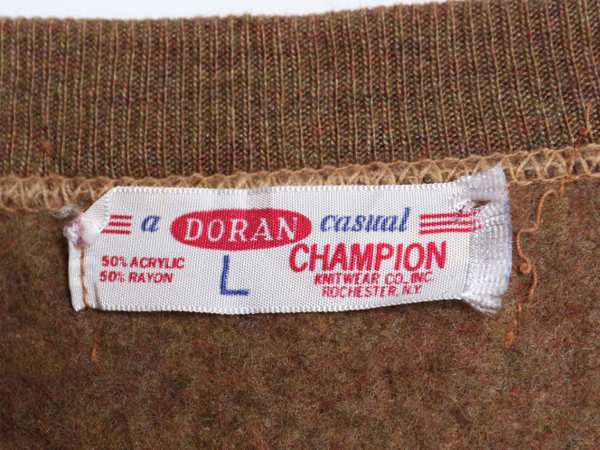 a DORAN casual
50% ACRYLIC
50% RAYON
L
CHAMPION
KNITWEAR CO., INC.
ROCHESTER, N.Y.